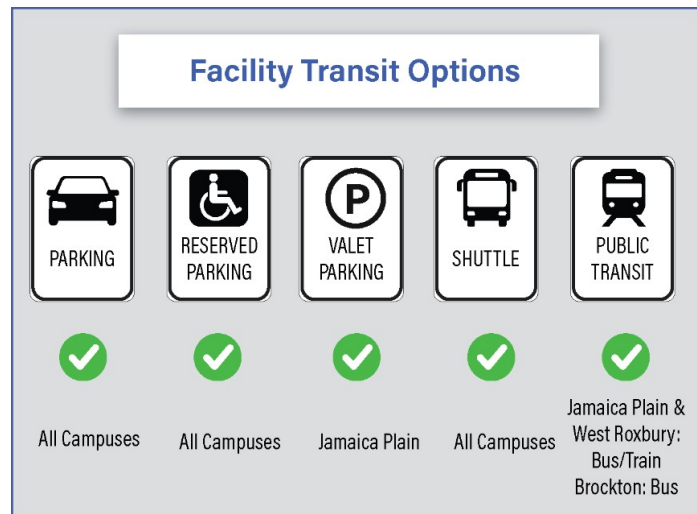 Facility Transit Options
PARKING
RESERVED
PARKING
P
VALET
PARKING
SHUTTLE
PUBLIC
TRANSIT
All Campuses
All Campuses
Jamaica Plain
All Campuses
Jamaica Plain &
West Roxbury:
Bus/Train
Brockton: Bus